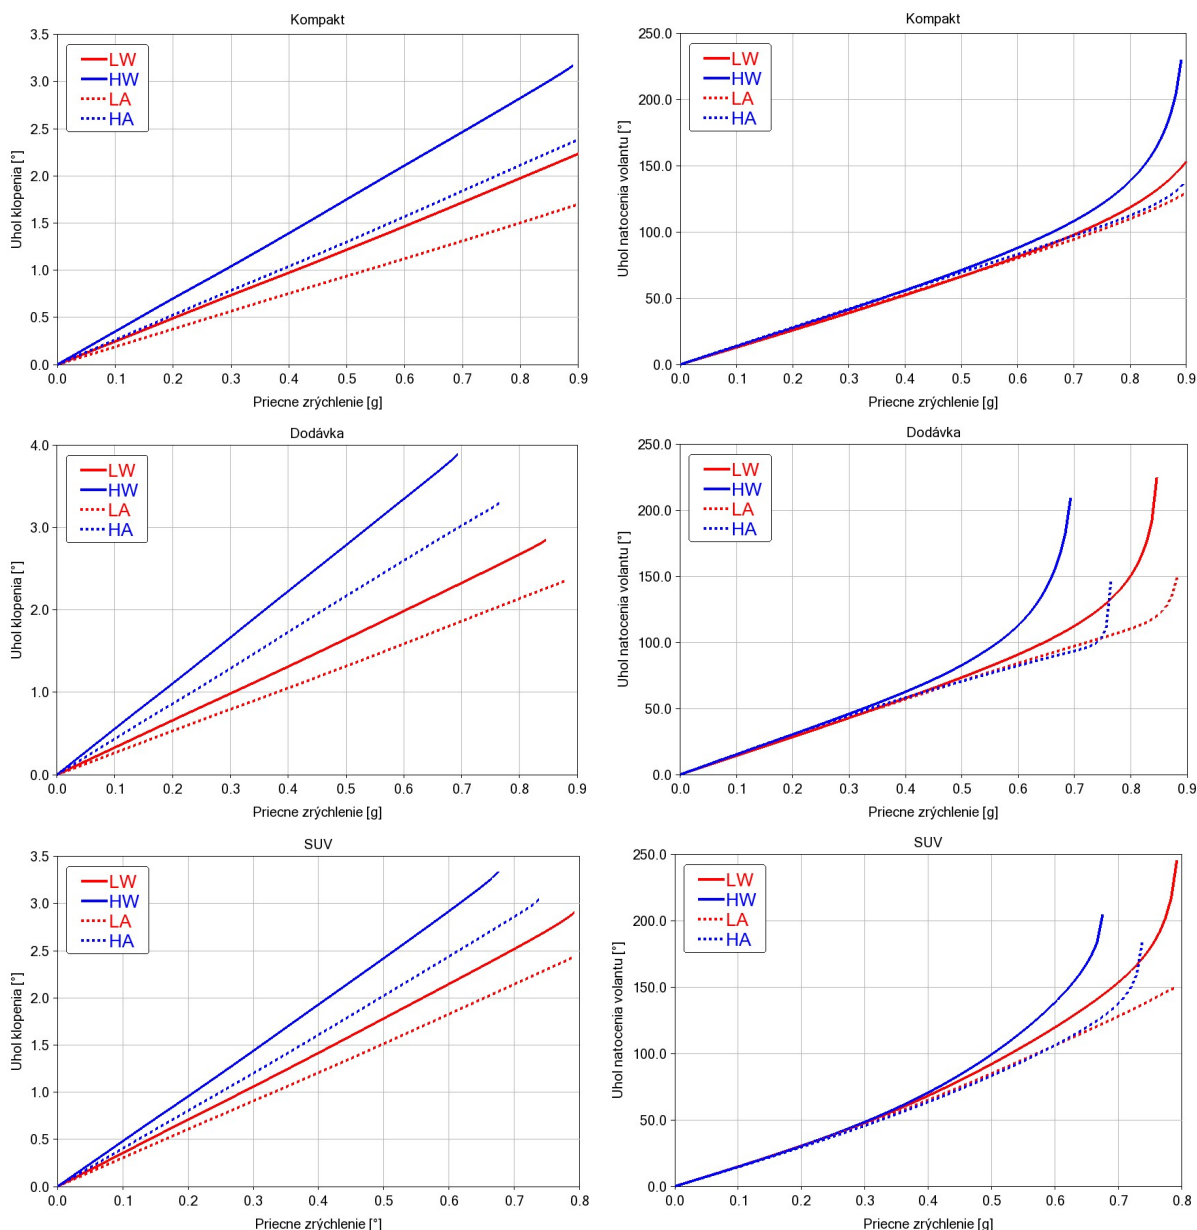 Kompakt
3.5
3.0
2.5
2.0
1.5
1.0
0.5
0.0
Uhol klopenia [°]
LW
HW
LA
HA
0.0 0.1 0.2 0.3 0.4 0.5 0.6 0.7 0.8 0.9
Priecne zrýchlenie [g]
Kompakt
250.0
200.0
150.0
100.0
50.0
0.0
Uhol natocenia volantu [°]
LW
HW
LA
HA
0.0 0.1 0.2 0.3 0.4 0.5 0.6 0.7 0.8 0.9
Priecne zrýchlenie [g]
Dodávka
4.0
3.0
2.0
1.0
0.0
Uhol klopenia [°]
LW
HW
LA
HA
0.0 0.1 0.2 0.3 0.4 0.5 0.6 0.7 0.8 0.9
Priecne zrýchlenie [g]
Dodávka
250.0
200.0
150.0
100.0
50.0
0.0
Uhol natocenia volantu [°]
LW
HW
LA
HA
0.0 0.1 0.2 0.3 0.4 0.5 0.6 0.7 0.8 0.9
Priecne zrýchlenie [g]
SUV
3.5
3.0
2.5
2.0
1.5
1.0
0.5
0.0
Uhol klopenia [°]
LW
HW
LA
HA
0.0 0.1 0.2 0.3 0.4 0.5 0.6 0.7 0.8
Priecne zrýchlenie [°]
SUV
250.0
200.0
150.0
100.0
50.0
0.0
Uhol natocenia volantu [°]
LW
HW
LA
HA
0.0 0.1 0.2 0.3 0.4 0.5 0.6 0.7 0.8
Priecne zrýchlenie [g]